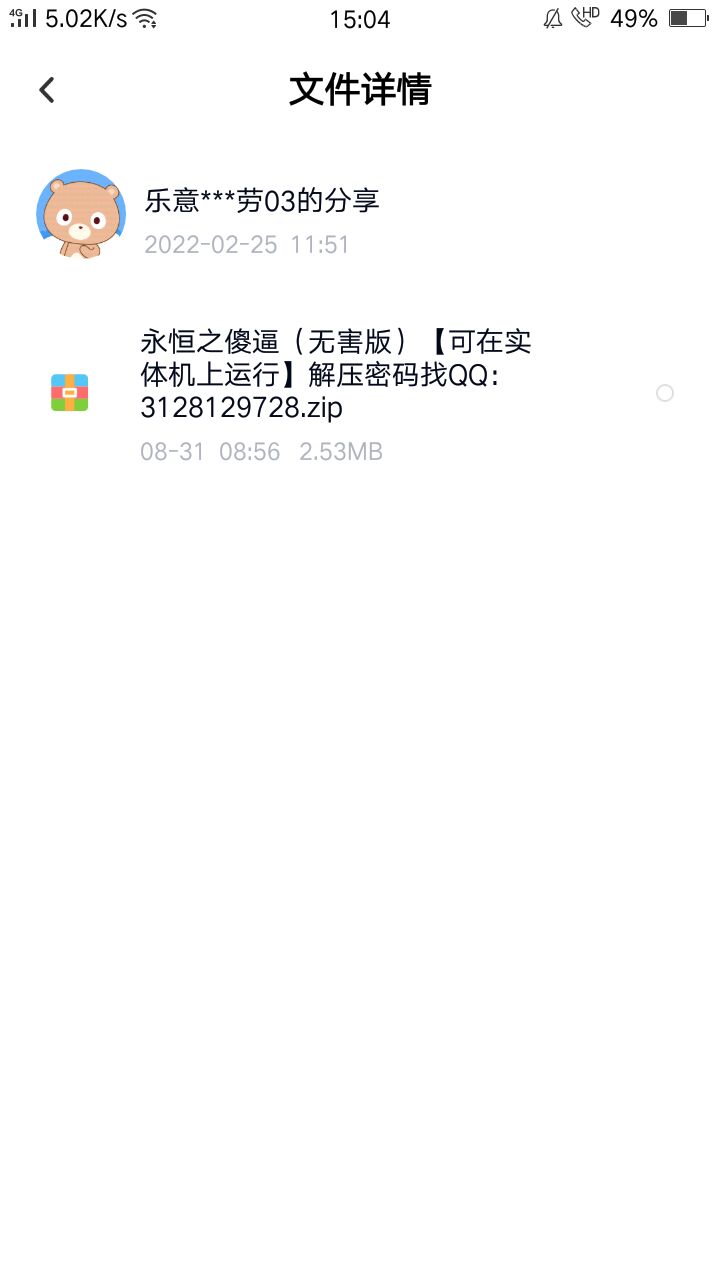 4G 5.02K/s 15:04 HD 49%
文件详情
乐意***劳03的分享
2022-02-25 11:51
永恒之傻逼（无害版）【可在实
体机上运行】解压密码找QQ：
3128129728.zip
08-31 08:56 2.53MB